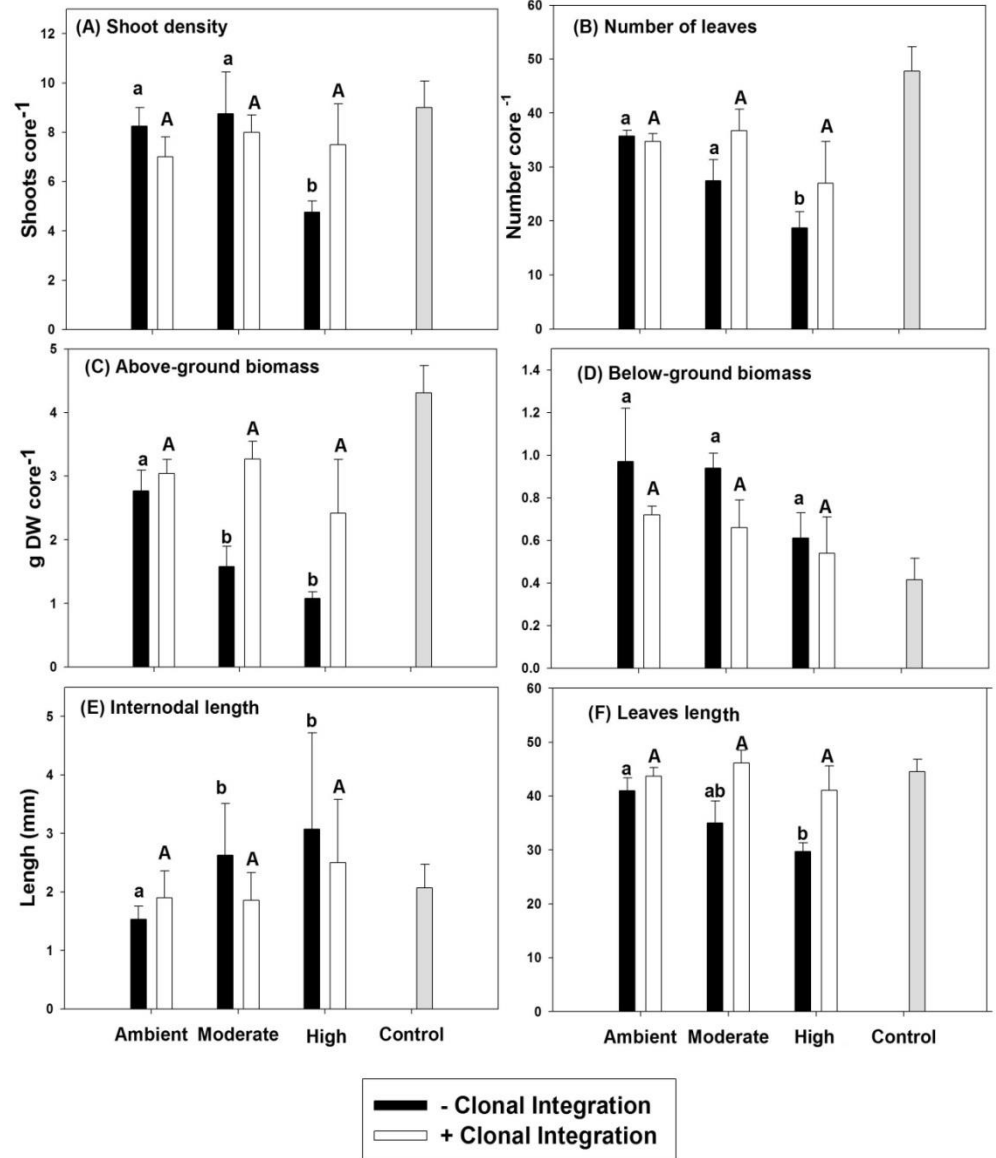 (A) Shoot density
Shoots core-1
12
10
8
6
4
2
0
a
A
a
A
b
A
(B) Number of leaves
Number core -1
60
50
40
30
20
10
0
a
A
a
A
b
A
(C) Above-ground biomass
g DW core-1
5
4
3
2
1
0
a
A
b
A
b
A
(D) Below-ground biomass
1.4
1.2
1.0
0.8
0.6
0.4
0.2
0.0
a
A
a
A
a
A
(E) Internodal length
Lengh (mm)
5
4
3
2
1
0
a
A
b
A
b
A
Ambient Moderate High Control
(F) Leaves length
60
50
40
30
20
10
0
a
A
ab
A
b
A
Ambient Moderate High Control
- Clonal Integration
+ Clonal Integration